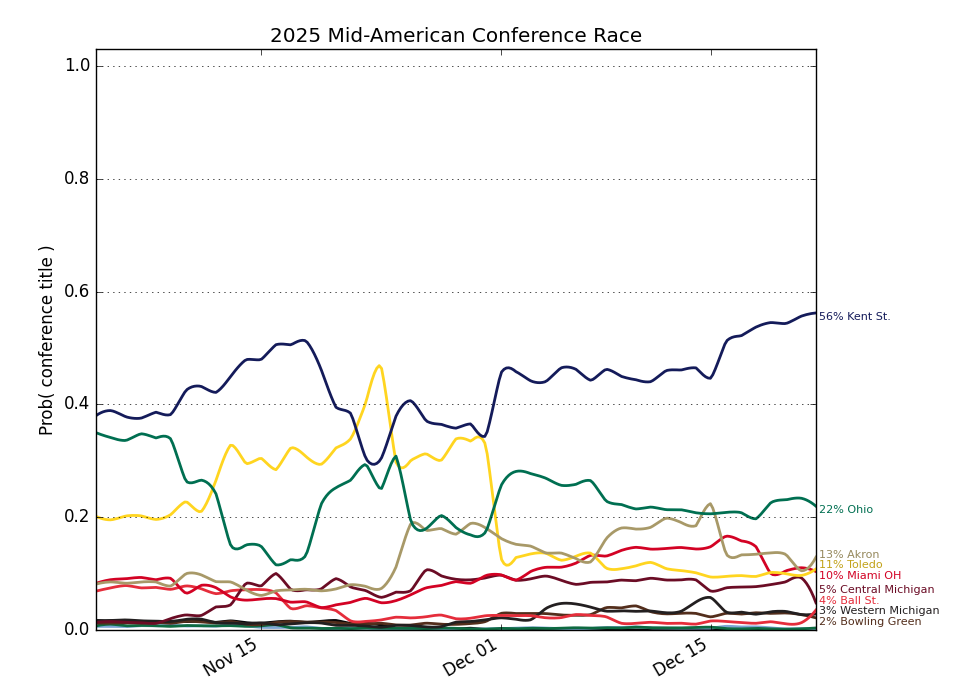 2025 Mid-American Conference Race
Prob( conference title )
1.0
0.8
0.6
0.4
0.2
0.0
Nov 15
Dec 01
Dec 15
56% Kent St.
22% Ohio
13% Akron
11% Toledo
10% Miami OH
5% Central Michigan
4% Ball St.
3% Western Michigan
2% Bowling Green